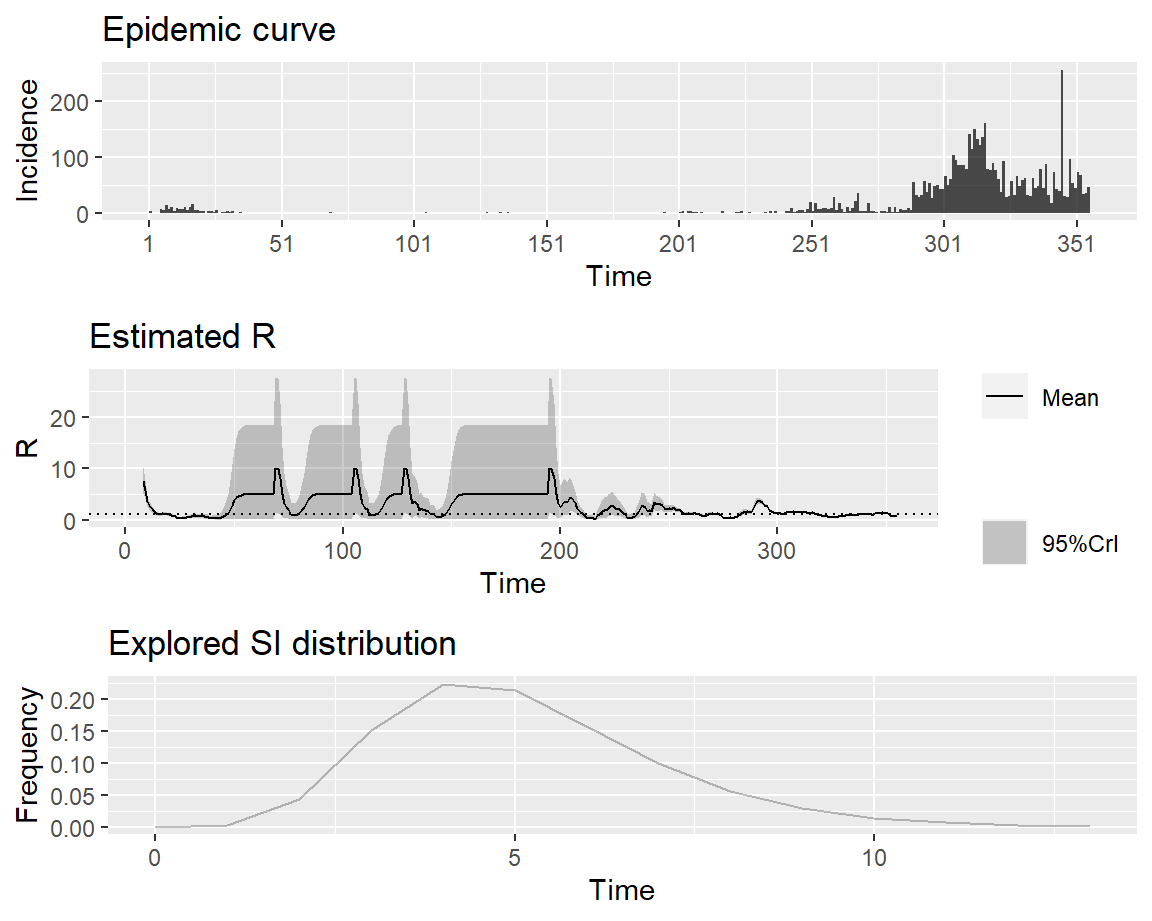 Epidemic curve
Incidence
200
100
0
1 51 101 151 201 251 301 351
Time
Estimated R
R
20
10
0
0 100 200 300
Time
Mean
95%CrI
Explored SI distribution
Frequency
0.20
0.15
0.10
0.05
0.00
0 5 10
Time